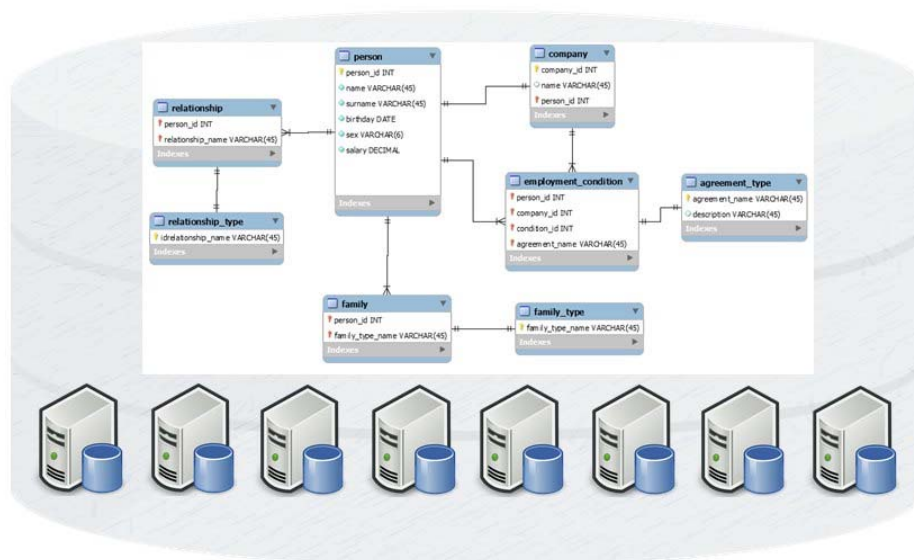 person
person_id INT
name VARCHAR(45)
surname VARCHAR(45)
birthday DATE
sex VARCHAR(6)
salary DECIMAL
Indexes
company
company_id INT
name VARCHAR(45)
person_id INT
Indexes
relationship
person_id INT
relationship_name VARCHAR(45)
Indexes
relationship_type
idrelationship_name VARCHAR(45)
Indexes
employment_condition
person_id INT
company_id INT
condition_id INT
agreement_name VARCHAR(45)
Indexes
agreement_type
agreement_name VARCHAR(45)
description VARCHAR(45)
Indexes
family
person_id INT
family_type_name VARCHAR(45)
Indexes
family_type
family_type_name VARCHAR(45)
Indexes